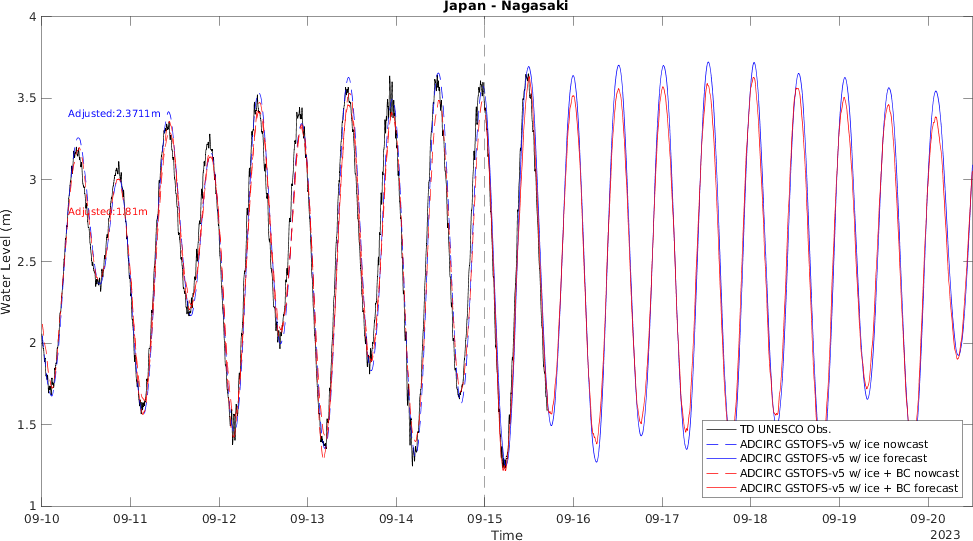 Japan - Nagasaki
4
3.5
3
2.5
2
1.5
1
Water Level (m)
Adjusted:2.3711m
Adjusted:1.81m
TD UNESCO Obs.
ADCIRC GSTOFS-v5 w/ ice nowcast
ADCIRC GSTOFS-v5 w/ ice forecast
ADCIRC GSTOFS-v5 w/ ice + BC nowcast
ADCIRC GSTOFS-v5 w/ ice + BC forecast
09-10
09-11
09-12
09-13
09-14
09-15
09-16
09-17
09-18
09-19
09-20
2023
Time